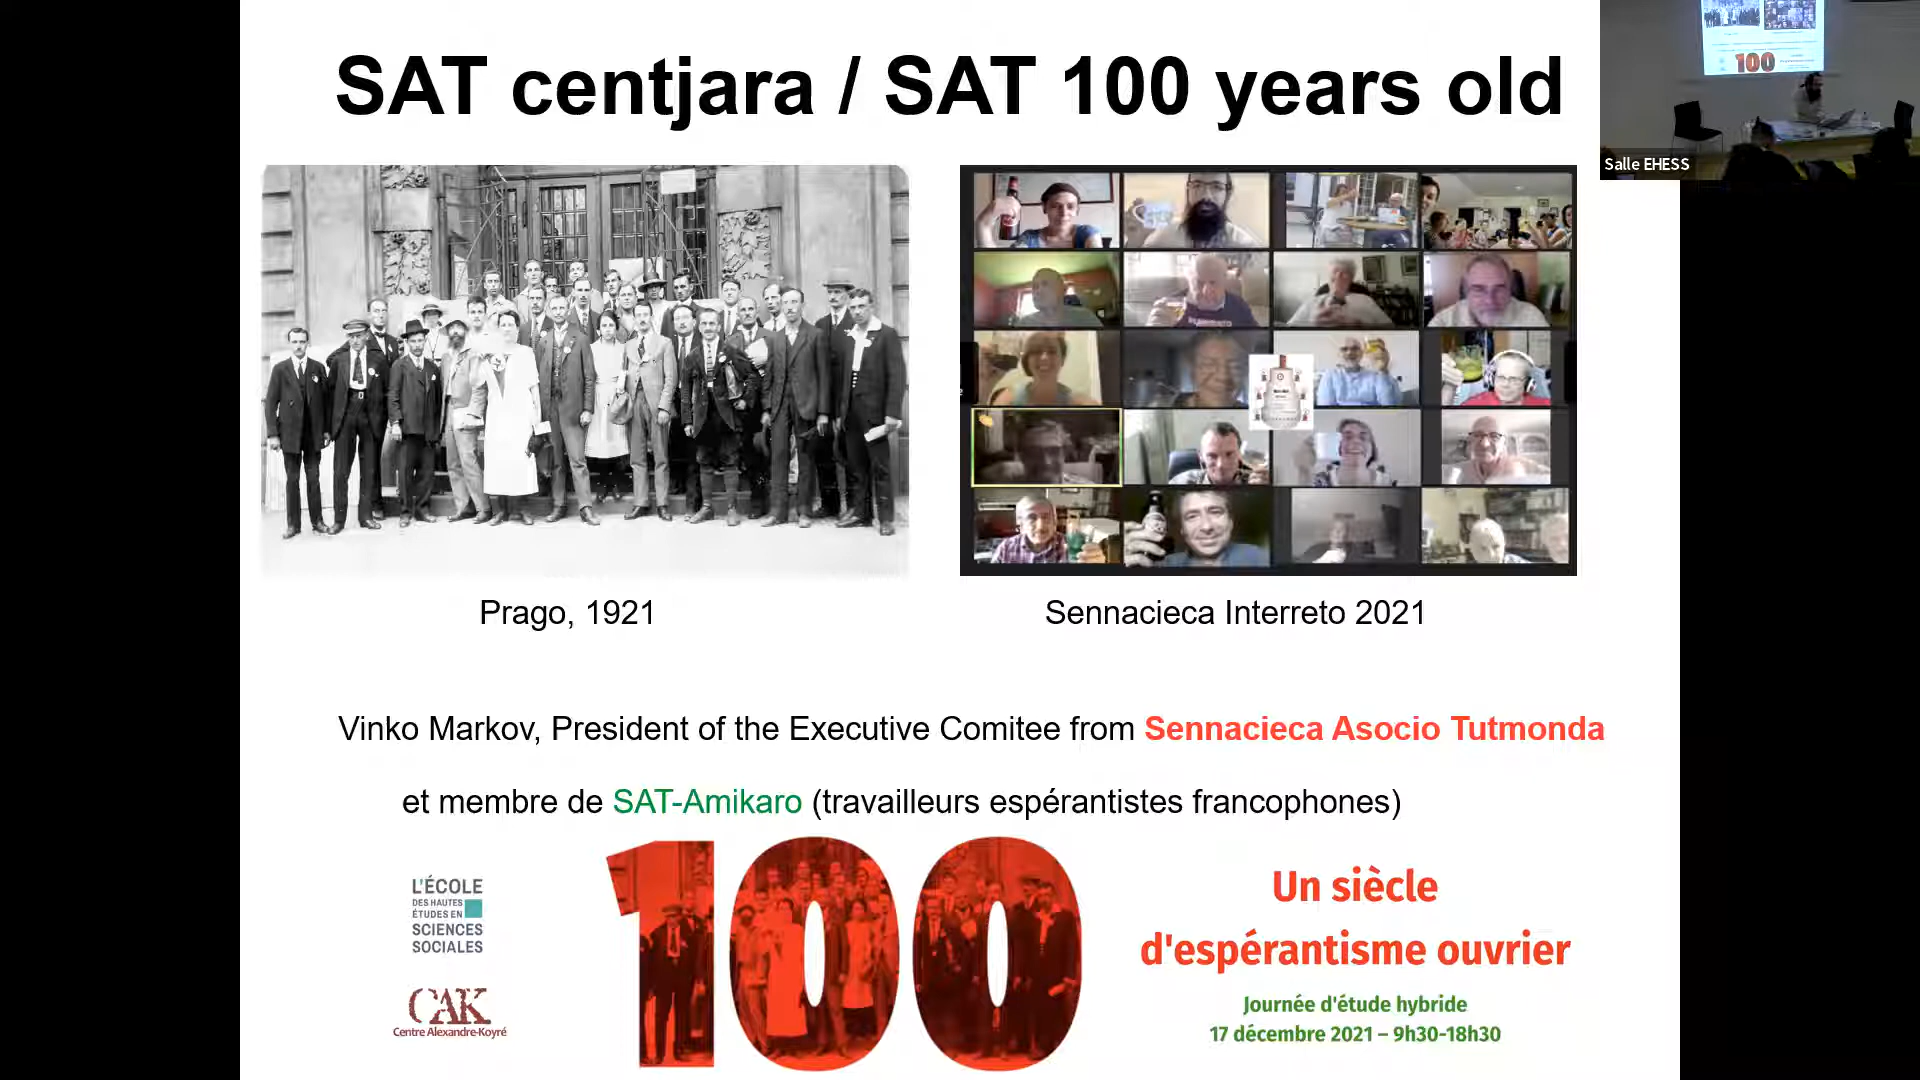 SAT centjara / SAT 100 years old
Salle EHESS
100
Prago, 1921
Sennacieca Interreto 2021
Vinko Markov, President of the Executive Comitee from Sennacieca Asocio Tutmonda
et membre de SAT-Amikaro (travailleurs espérantistes francophones)
L'ÉCOLE
DES HAUTES
ÉTUDES EN
SCIENCES
SOCIALES
CAK
Centre Alexandre-Koyré
100
Un siècle
d'espérantisme ouvrier
Journée d'étude hybride
17 décembre 2021 – 9h30-18h30